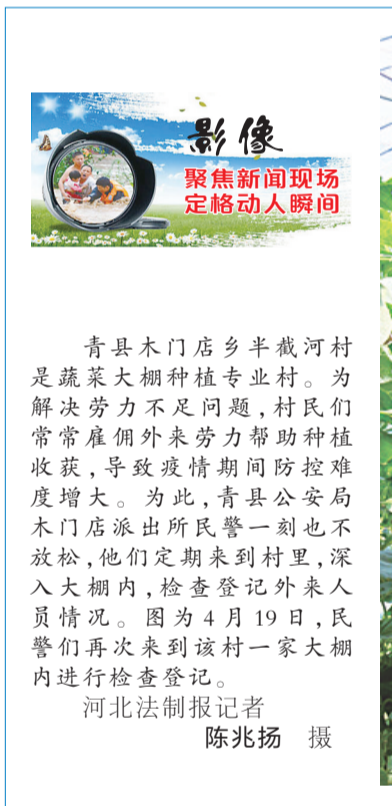 影像
聚焦新闻现场
定格动人瞬间
青县木门店乡半截河村
是蔬菜大棚种植专业村。为
解决劳力不足问题,村民们
常常雇佣外来劳力帮助种植
收获,导致疫情期间防控难
度增大。为此,青县公安局
木门店派出所民警一刻也不
放松,他们定期来到村里,深
入大棚内,检查登记外来人
员情况。图为4月19日,民
警们再次来到该村一家大棚
内进行检查登记。
河北法制报记者
陈兆扬 摄